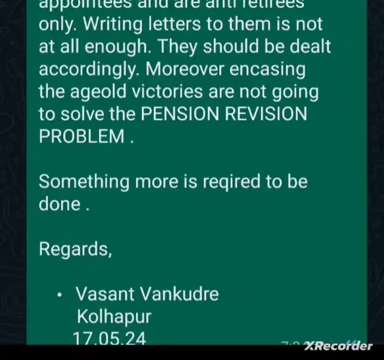 appointees and are anti retirees
only. Writing letters to them is not
at all enough. They should be dealt
accordingly. Moreover encasing
the ageold victories are not going
to solve the PENSION REVISION
PROBLEM .
Something more is reqired to be
done .
Regards,
• Vasant Vankudre
Kolhapur
17.05.24
XRecorder